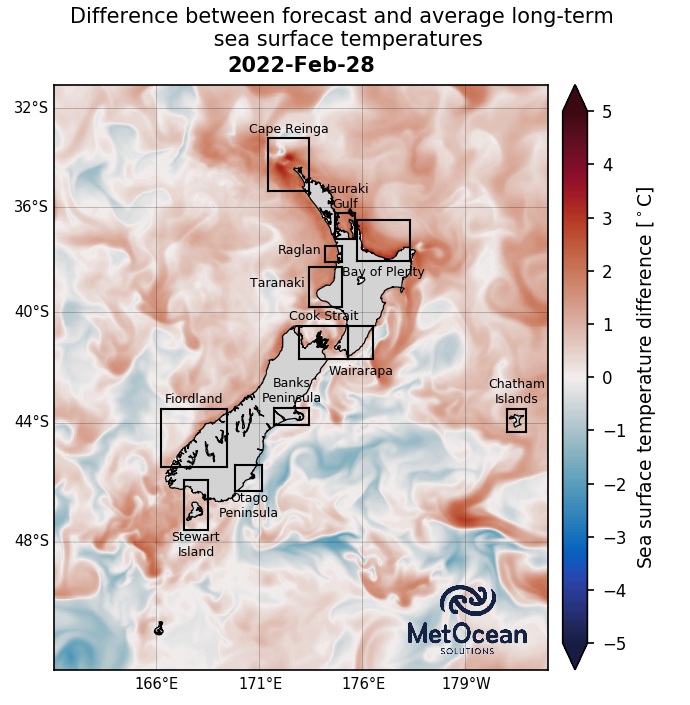 Difference between forecast and average long-term
sea surface temperatures
2022-Feb-28
32°S
36°S
40°S
44°S
48°S
166°E
171°E
176°E
179°W
Cape Reinga
Hauraki
Gulf
Raglan
Bay of Plenty
Taranaki
Cook Strait
Wairarapa
Banks
Peninsula
Fiordland
Chatham
Islands
Otago
Peninsula
Stewart
Island
MetOcean
SOLUTIONS
5
4
3
2
1
0
−1
−2
−3
−4
−5
Sea surface temperature difference [°C]